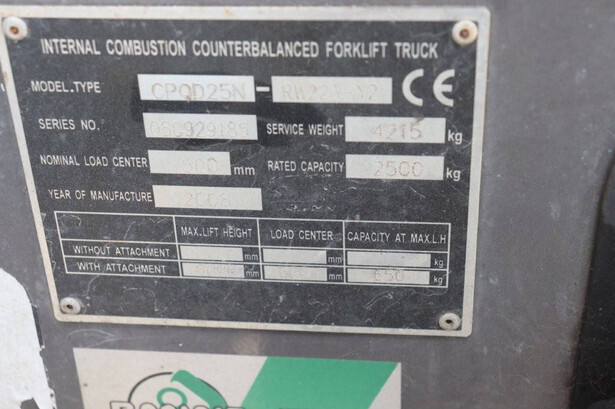 INTERNAL COMBUSTION COUNTERBALANCED FORKLIFT TRUCK
MODEL.TYPE CPQD25N - CE
SERIES NO. SERVICE WEIGHT 4215 kg
NOMINAL LOAD CENTER mm RATED CAPACITY 2500 kg
YEAR OF MANUFACTURE
MAX.LIFT HEIGHT LOAD CENTER CAPACITY AT MAX.L.H
WITHOUT ATTACHMENT mm mm kg
WITH ATTACHMENT mm mm 650 kg